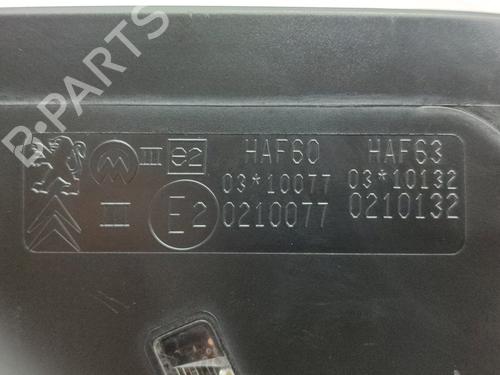 B-PARTS
III e2 HAF60 HAF63
03*10077 03*10132
III E2 0210077 0210132